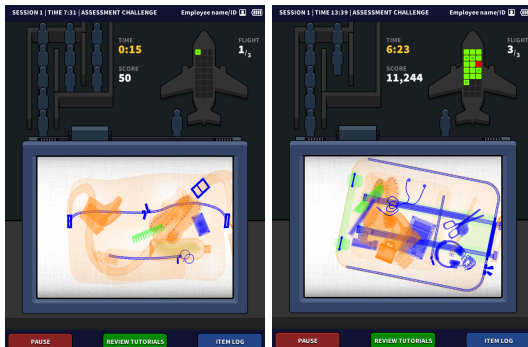 SESSION 1 | TIME 7:31 | ASSESSMENT CHALLENGE Employee name/ID
TIME
0:15
SCORE
50
FLIGHT
1/3
PAUSE
REVIEW TUTORIALS
ITEM LOG
SESSION 1 | TIME 13:39 | ASSESSMENT CHALLENGE Employee name/ID
TIME
6:23
SCORE
11,244
FLIGHT
3/3
PAUSE
REVIEW TUTORIALS
ITEM LOG